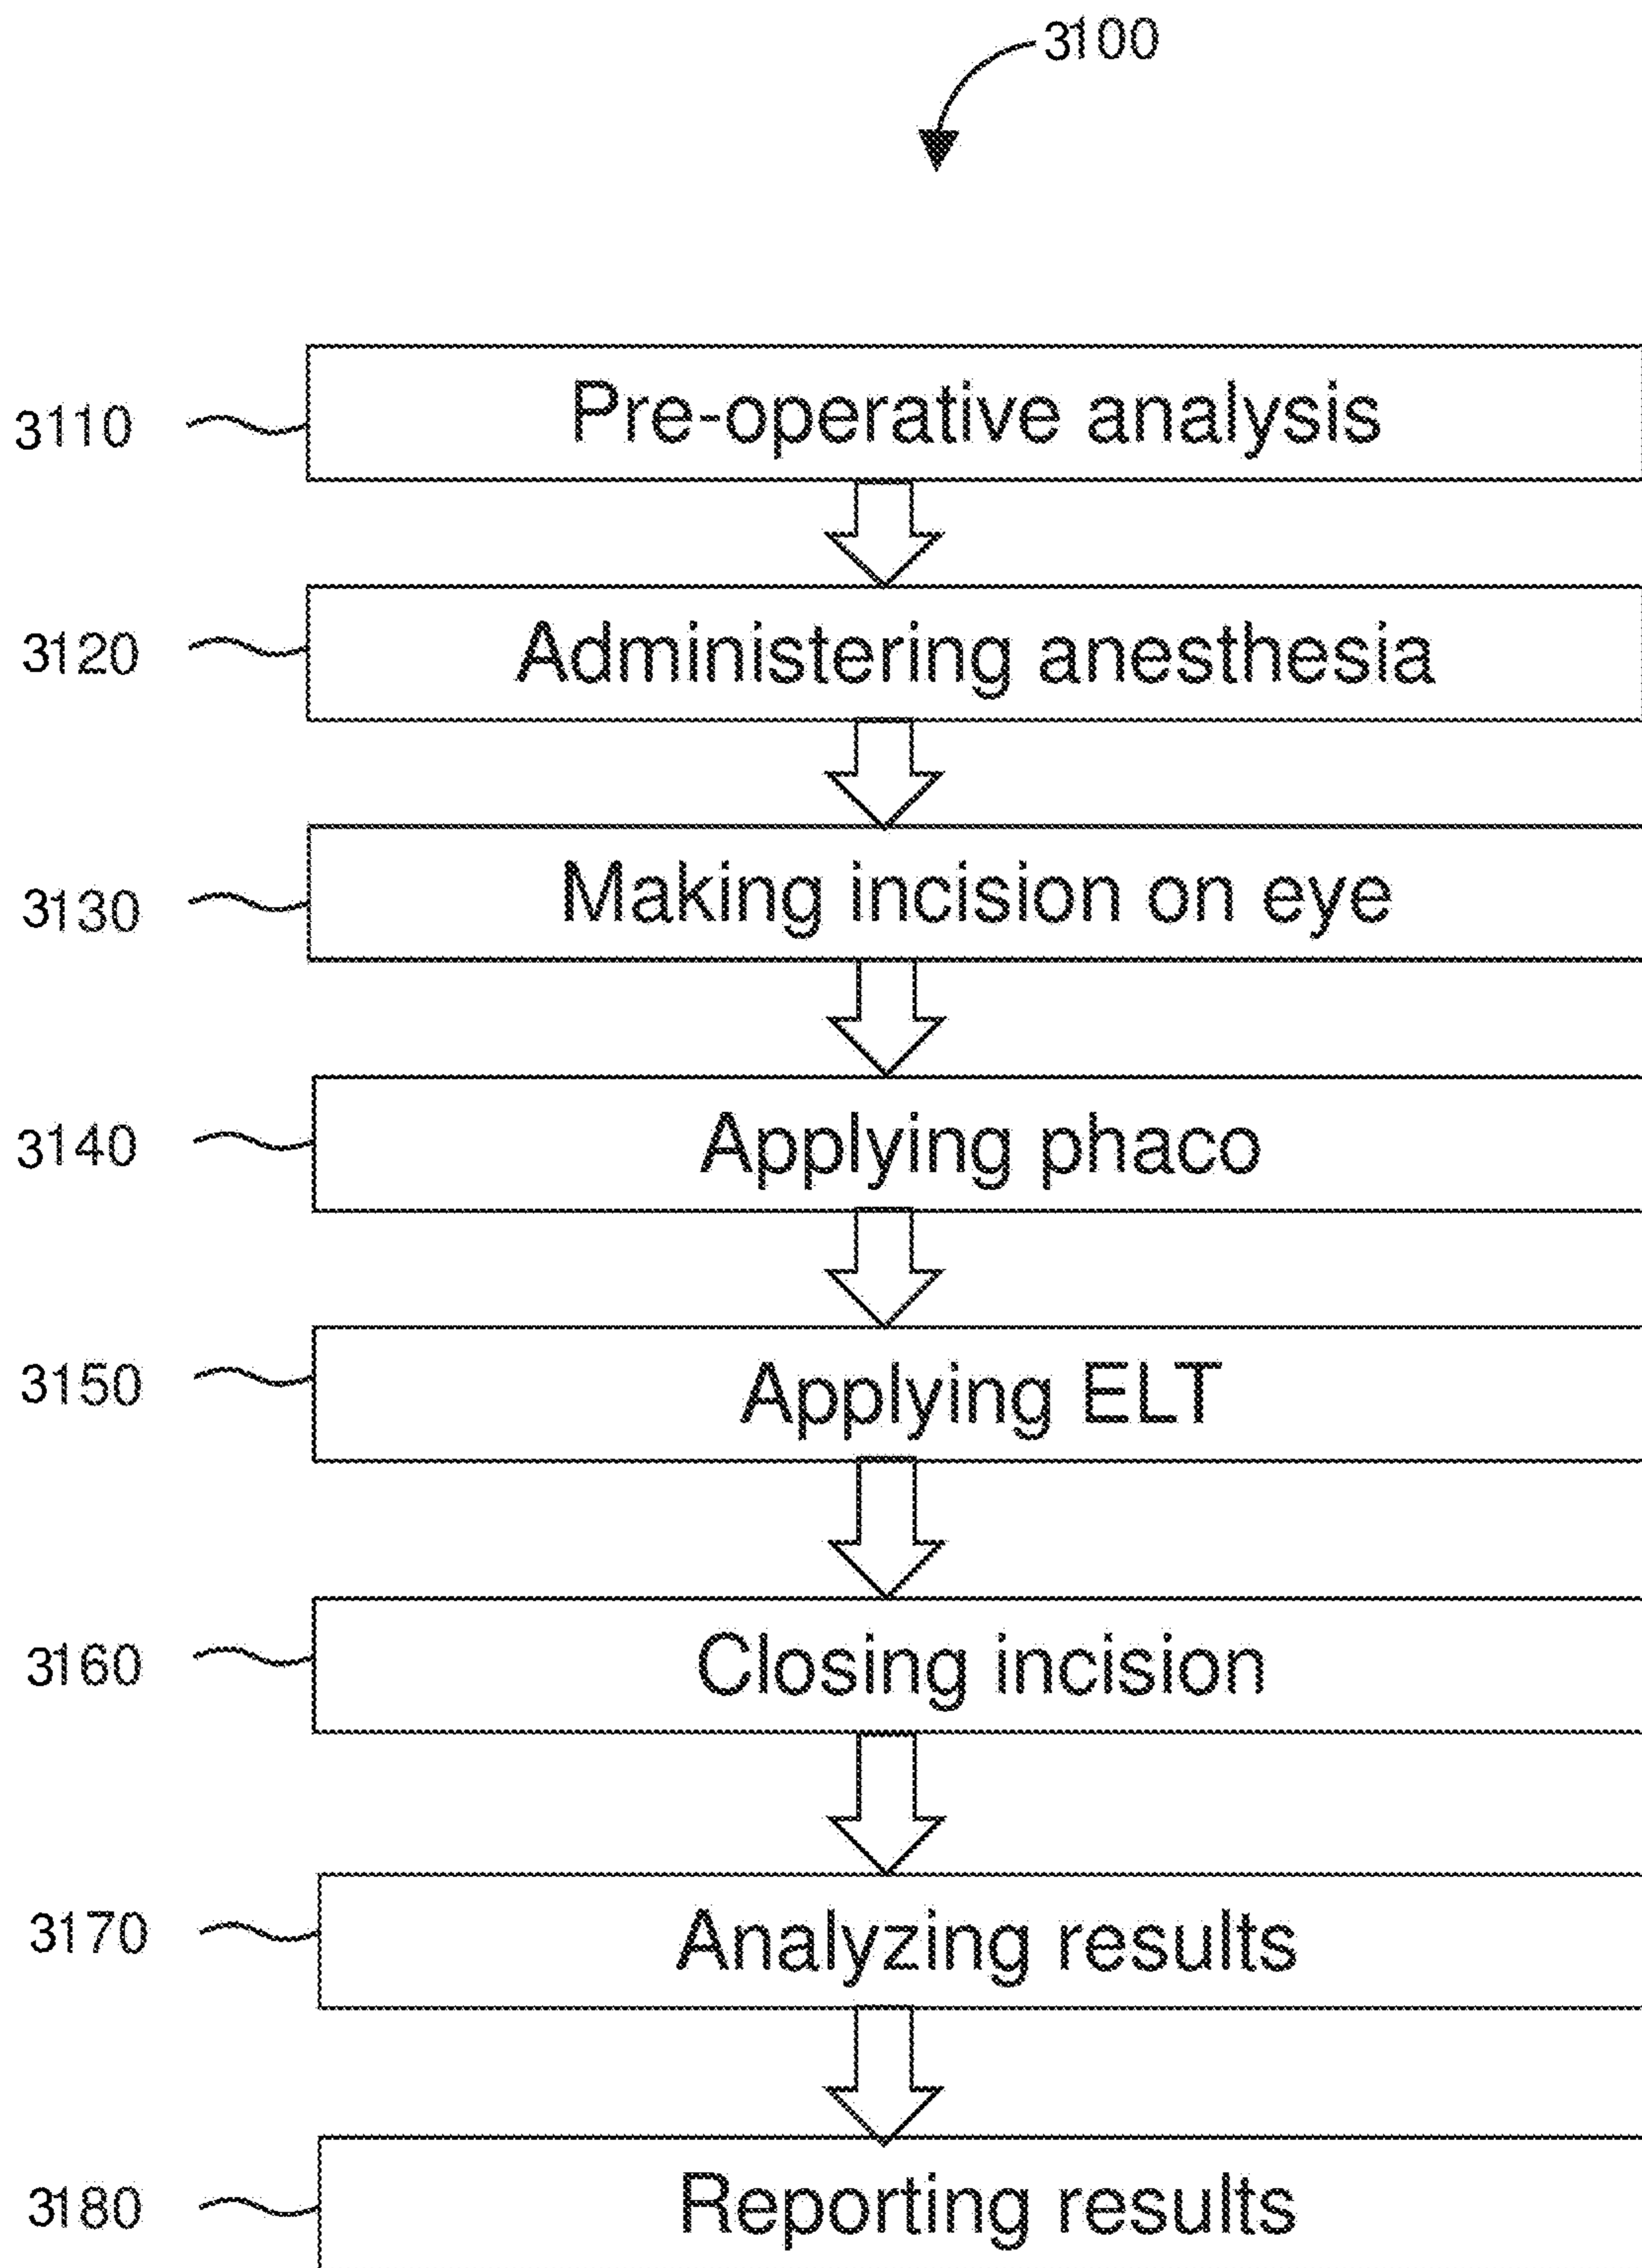 3100
3110 Pre-operative analysis
3120 Administering anesthesia
3130 Making incision on eye
3140 Applying phaco
3150 Applying ELT
3160 Closing incision
3170 Analyzing results
3180 Reporting results